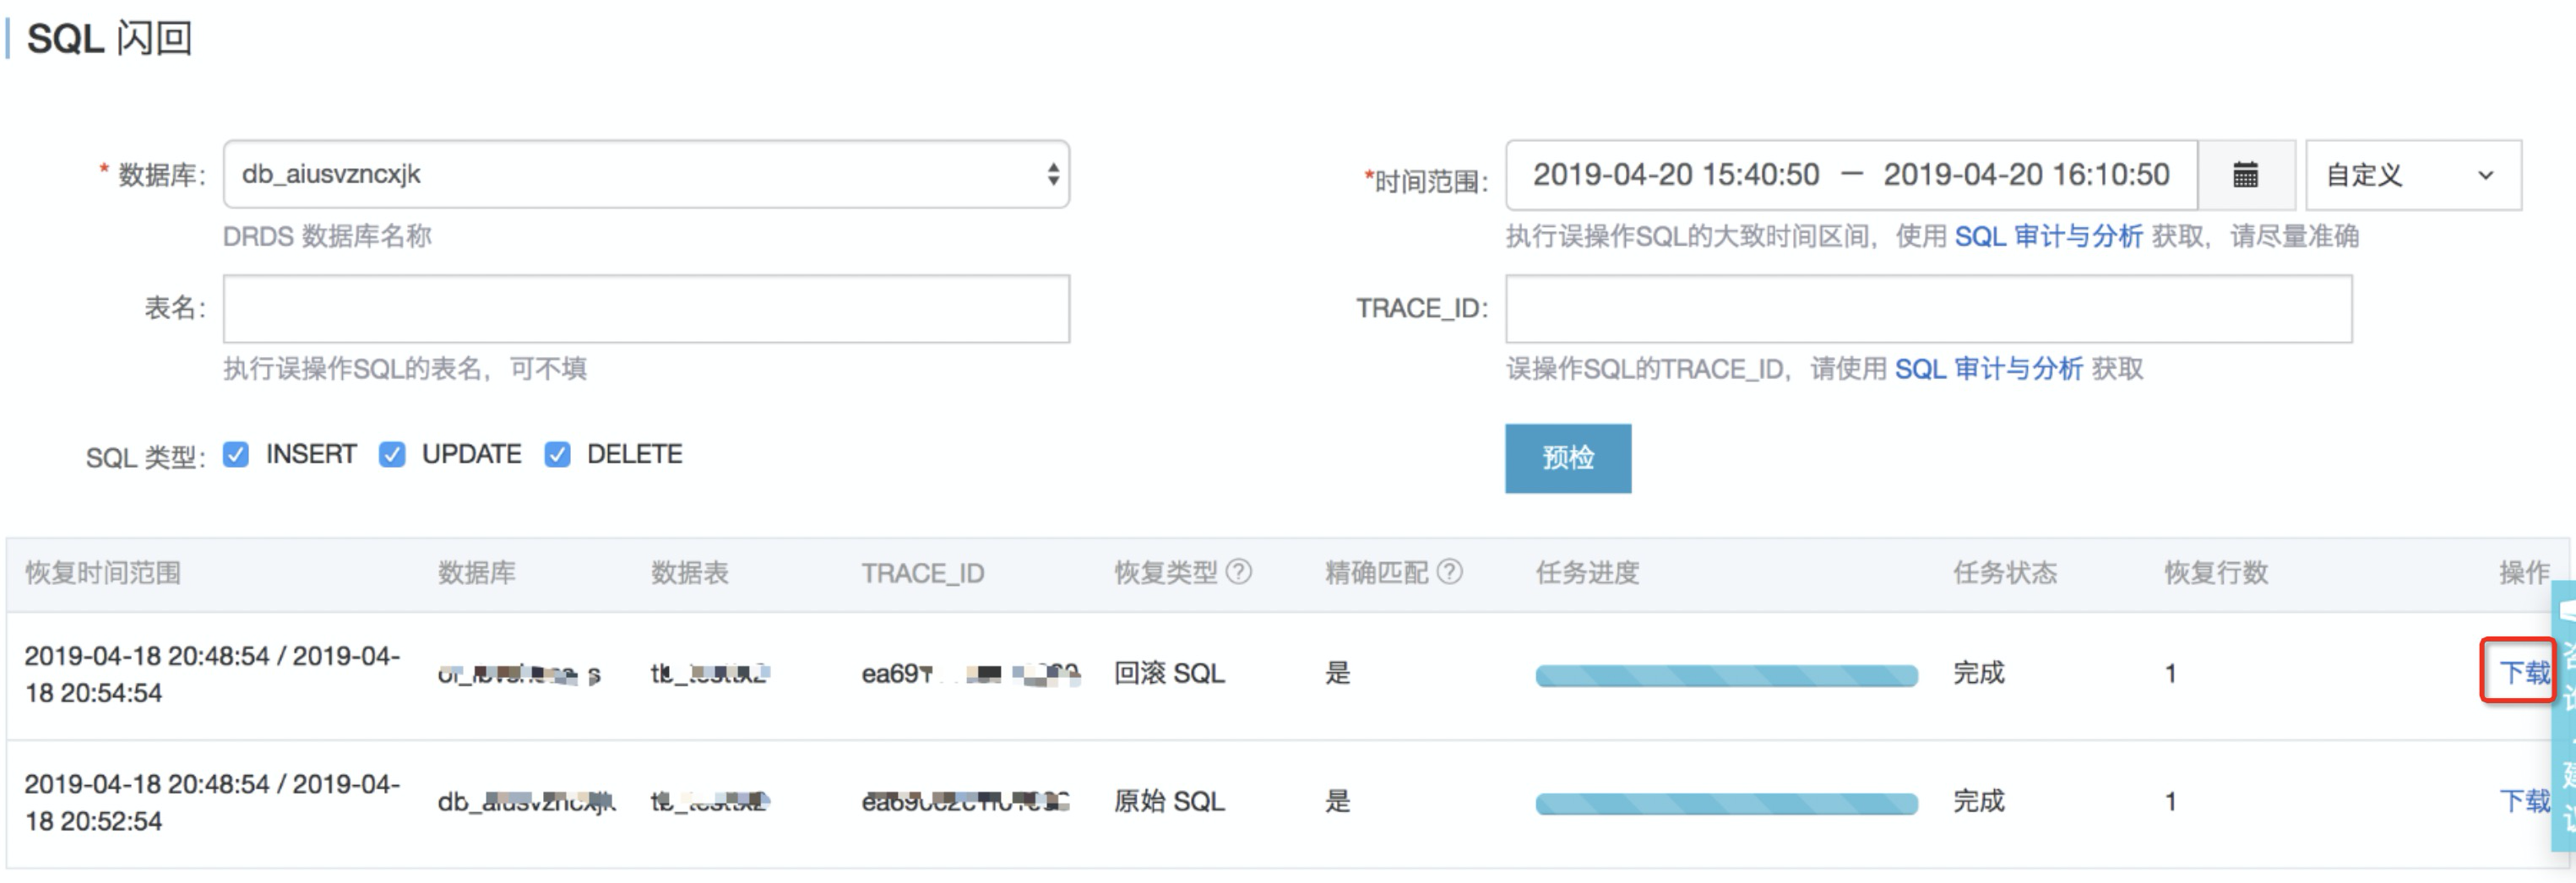 SQL 闪回
* 数据库: db_aiusvzncxjk
*时间范围: 2019-04-20 15:40:50 — 2019-04-20 16:10:50 自定义
DRDS 数据库名称
执行误操作SQL的大致时间区间，使用 SQL 审计与分析 获取，请尽量准确
表名:
TRACE_ID:
执行误操作SQL的表名，可不填
误操作SQL的TRACE_ID，请使用 SQL 审计与分析 获取
SQL 类型: INSERT UPDATE DELETE
预检
恢复时间范围 数据库 数据表 TRACE_ID 恢复类型 ? 精确匹配 ? 任务进度 任务状态 恢复行数 操作
2019-04-18 20:48:54 / 2019-04-
18 20:54:54
回滚 SQL 是 完成 1 下载
2019-04-18 20:48:54 / 2019-04-
18 20:52:54
原始 SQL 是 完成 1 下载